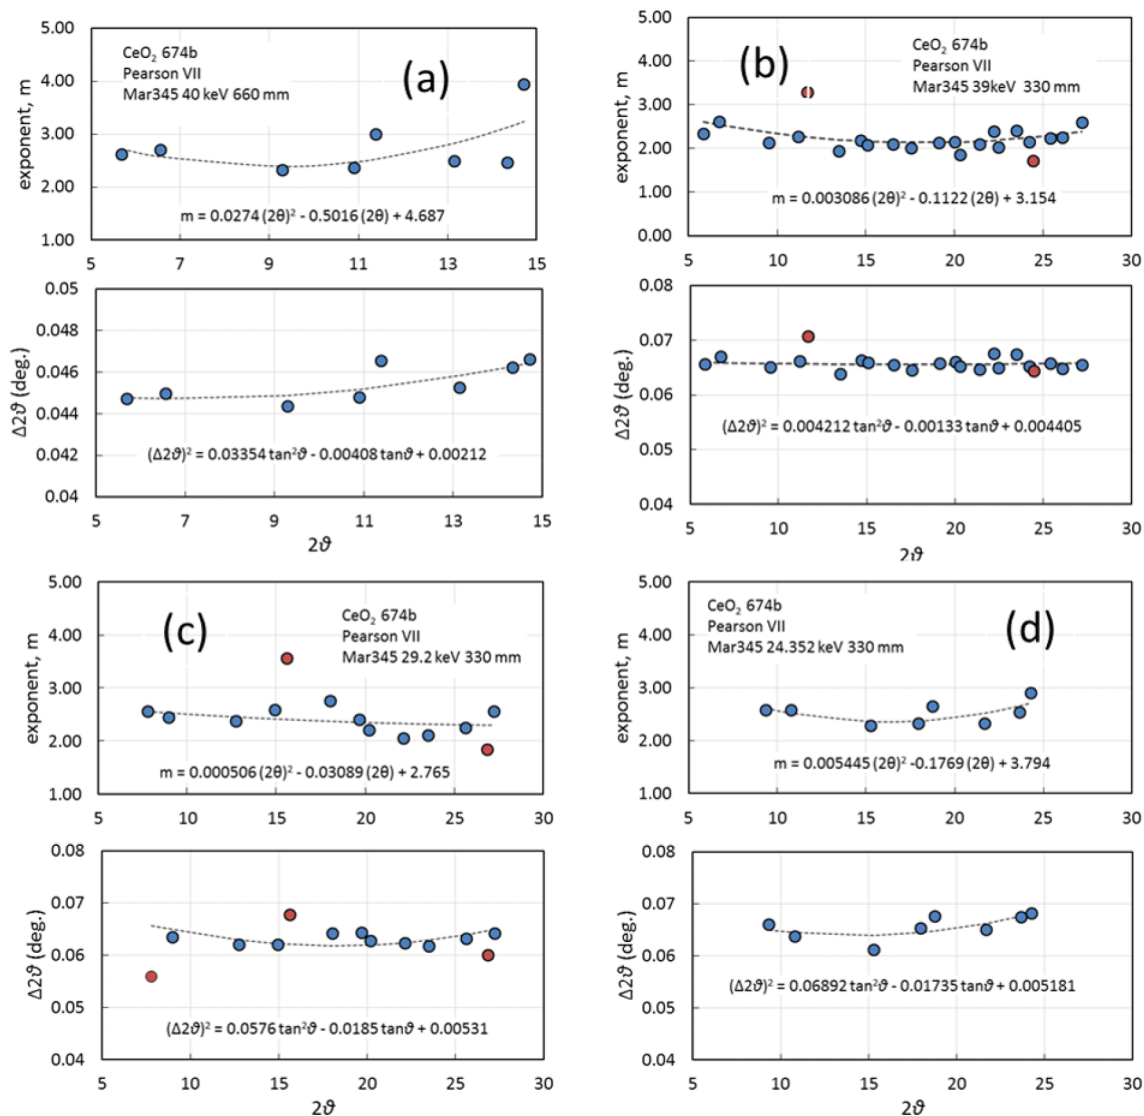 5.00
4.00
3.00
2.00
1.00
exponent, m
CeO₂ 674b
Pearson VII
Mar345 40 keV 660 mm
(a)
m = 0.0274 (2θ)² - 0.5016 (2θ) + 4.687
5 7 9 11 13 15
0.05
0.048
0.046
0.044
0.042
0.04
Δ2ϑ (deg.)
(Δ2ϑ)² = 0.03354 tan²ϑ - 0.00408 tanϑ + 0.00212
5 7 9 11 13 15
2ϑ
5.00
4.00
3.00
2.00
1.00
0.00
exponent, m
(b)
CeO₂ 674b
Pearson VII
Mar345 39keV 330 mm
m = 0.003086 (2θ)² - 0.1122 (2θ) + 3.154
5 10 15 20 25 30
0.08
0.07
0.06
0.05
0.04
Δ2ϑ (deg.)
(Δ2ϑ)² = 0.004212 tan²ϑ - 0.00133 tanϑ + 0.004405
5 10 15 20 25 30
2ϑ
5.00
4.00
3.00
2.00
1.00
exponent, m
(c)
CeO₂ 674b
Pearson VII
Mar345 29.2 keV 330 mm
m = 0.000506 (2θ)² - 0.03089 (2θ) + 2.765
5 10 15 20 25 30
0.08
0.07
0.06
0.05
0.04
Δ2ϑ (deg.)
(Δ2ϑ)² = 0.0576 tan²ϑ - 0.0185 tanϑ + 0.00531
5 10 15 20 25 30
2ϑ
5.00
4.00
3.00
2.00
1.00
exponent, m
CeO₂ 674b
Pearson VII
Mar345 24.352 keV 330 mm
(d)
m = 0.005445 (2θ)² -0.1769 (2θ) + 3.794
5 10 15 20 25 30
0.08
0.07
0.06
0.05
0.04
Δ2ϑ (deg.)
(Δ2ϑ)² = 0.06892 tan²ϑ - 0.01735 tanϑ + 0.005181
5 10 15 20 25 30
2ϑ